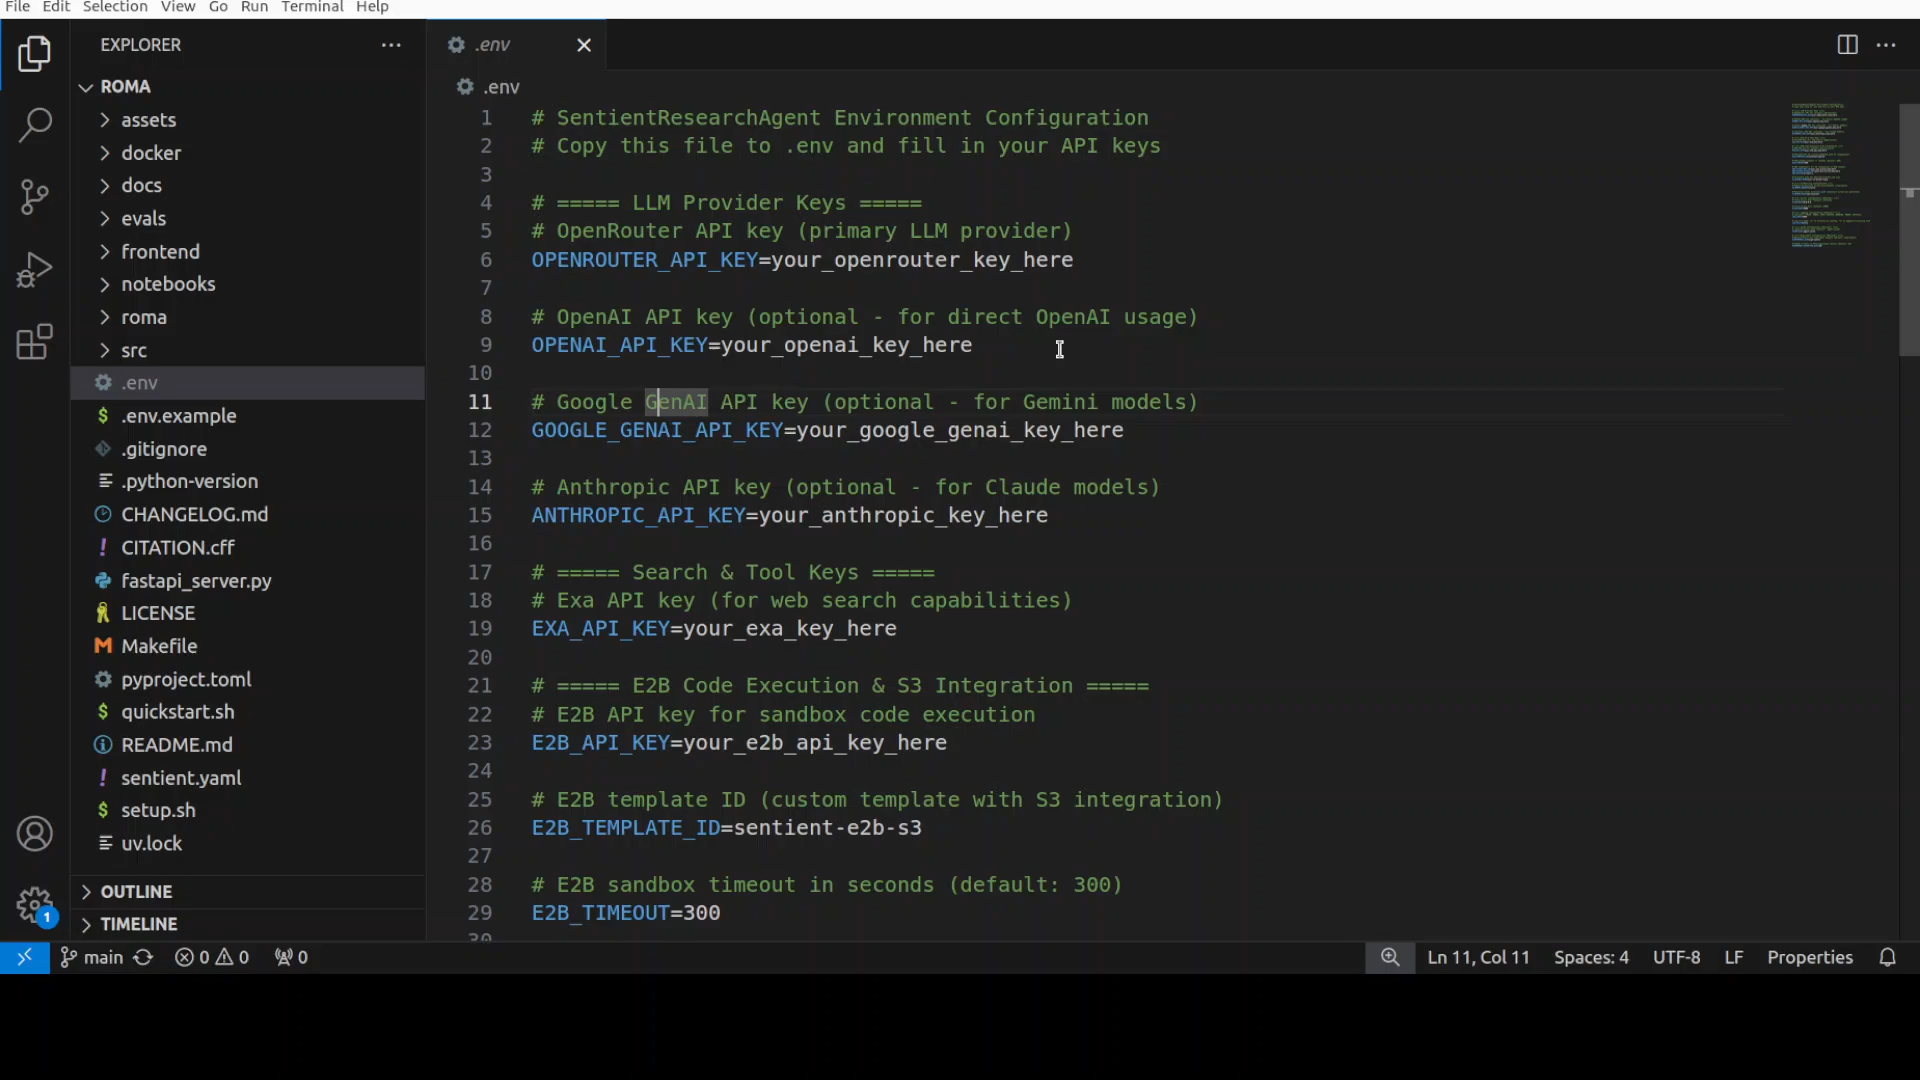 File Edit Selection View Go Run Terminal Help
EXPLORER
ROMA
assets
docker
docs
evals
frontend
notebooks
roma
src
.env
.env.example
.gitignore
.python-version
CHANGELOG.md
CITATION.cff
fastapi_server.py
LICENSE
Makefile
pyproject.toml
quickstart.sh
README.md
sentient.yaml
setup.sh
uv.lock
OUTLINE
TIMELINE
.env
.env
1 # SentientResearchAgent Environment Configuration
2 # Copy this file to .env and fill in your API keys
3
4 # ===== LLM Provider Keys =====
5 # OpenRouter API key (primary LLM provider)
6 OPENROUTER_API_KEY=your_openrouter_key_here
7
8 # OpenAI API key (optional - for direct OpenAI usage)
9 OPENAI_API_KEY=your_openai_key_here
10
11 # Google GenAI API key (optional - for Gemini models)
12 GOOGLE_GENAI_API_KEY=your_google_genai_key_here
13
14 # Anthropic API key (optional - for Claude models)
15 ANTHROPIC_API_KEY=your_anthropic_key_here
16
17 # ===== Search & Tool Keys =====
18 # Exa API key (for web search capabilities)
19 EXA_API_KEY=your_exa_key_here
20
21 # ===== E2B Code Execution & S3 Integration =====
22 # E2B API key for sandbox code execution
23 E2B_API_KEY=your_e2b_api_key_here
24
25 # E2B template ID (custom template with S3 integration)
26 E2B_TEMPLATE_ID=sentient-e2b-s3
27
28 # E2B sandbox timeout in seconds (default: 300)
29 E2B_TIMEOUT=300
30
1
main 0 0 0 Ln 11, Col 11 Spaces: 4 UTF-8 LF Properties